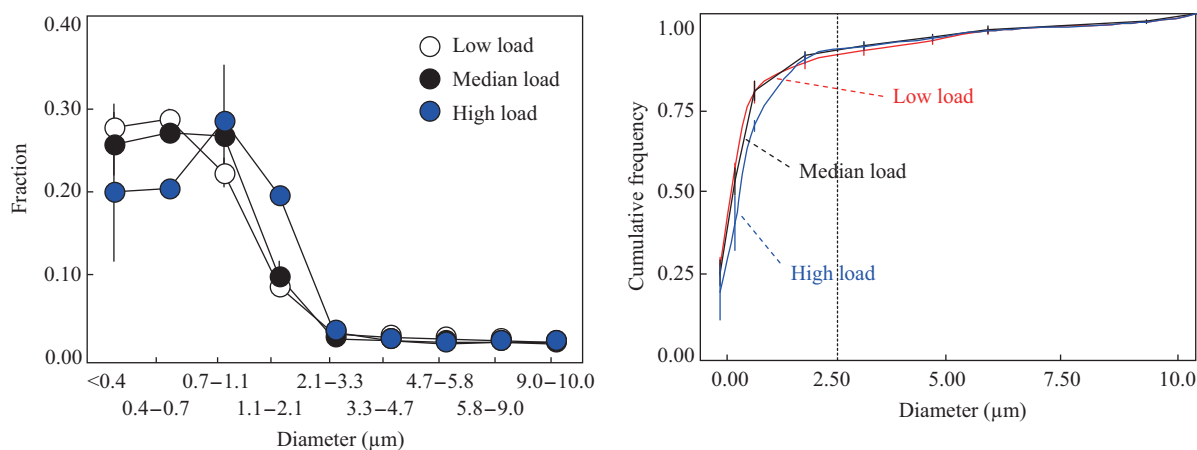 0.40
0.30
0.20
0.10
0.00
Fraction
Low load
Median load
High load
<0.4
0.7−1.1
2.1−3.3
4.7−5.8
9.0−10.0
0.4−0.7
1.1−2.1
3.3−4.7
5.8−9.0
Diameter (μm)
1.00
0.75
0.50
0.25
0.00
Cumulative frequency
Low load
Median load
High load
0.00
2.50
5.00
7.50
10.0
Diameter (μm)